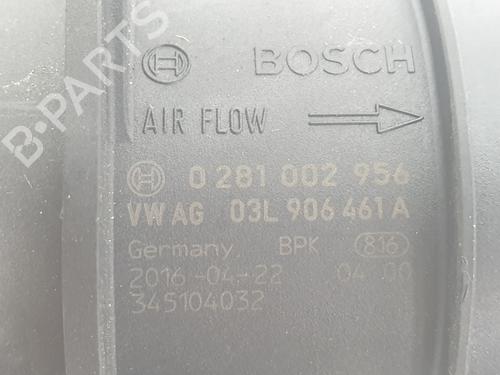 BOSCH
AIR FLOW
0 281 002 956
VW AG 03L 906 461 A
Germany BPK 816
2016-04-22 04 00
345104032
B-PARTS